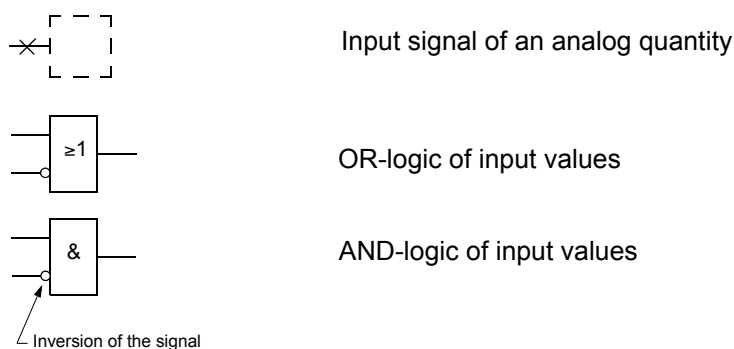 Input signal of an analog quantity
≥1
OR-logic of input values
&
AND-logic of input values
Inversion of the signal